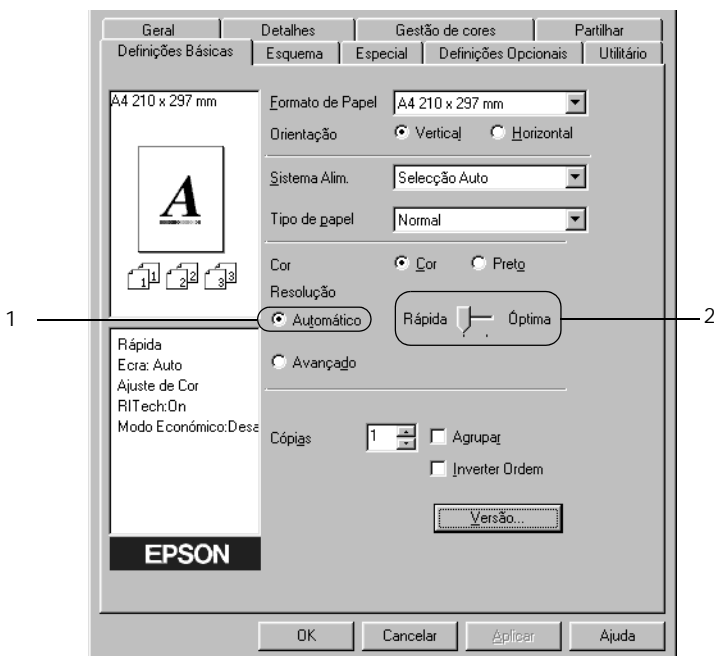 Geral Detalhes Gestão de cores Partilhar
Definições Básicas Esquema Especial Definições Opcionais Utilitário
A4 210 x 297 mm
A
1 1 2 2 3 3
Formato de Papel A4 210 x 297 mm
Orientação Vertical Horizontal
Sistema Alim. Selecção Auto
Tipo de papel Normal
Cor Cor Preto
Resolução
1 Automático Rápida Óptima 2
Avançado
Rápida
Ecra: Auto
Ajuste de Cor
RITech:On
Modo Económico:Desa
Cópias 1 Agrupar
Inverter Ordem
Versão...
EPSON
OK Cancelar Aplicar Ajuda